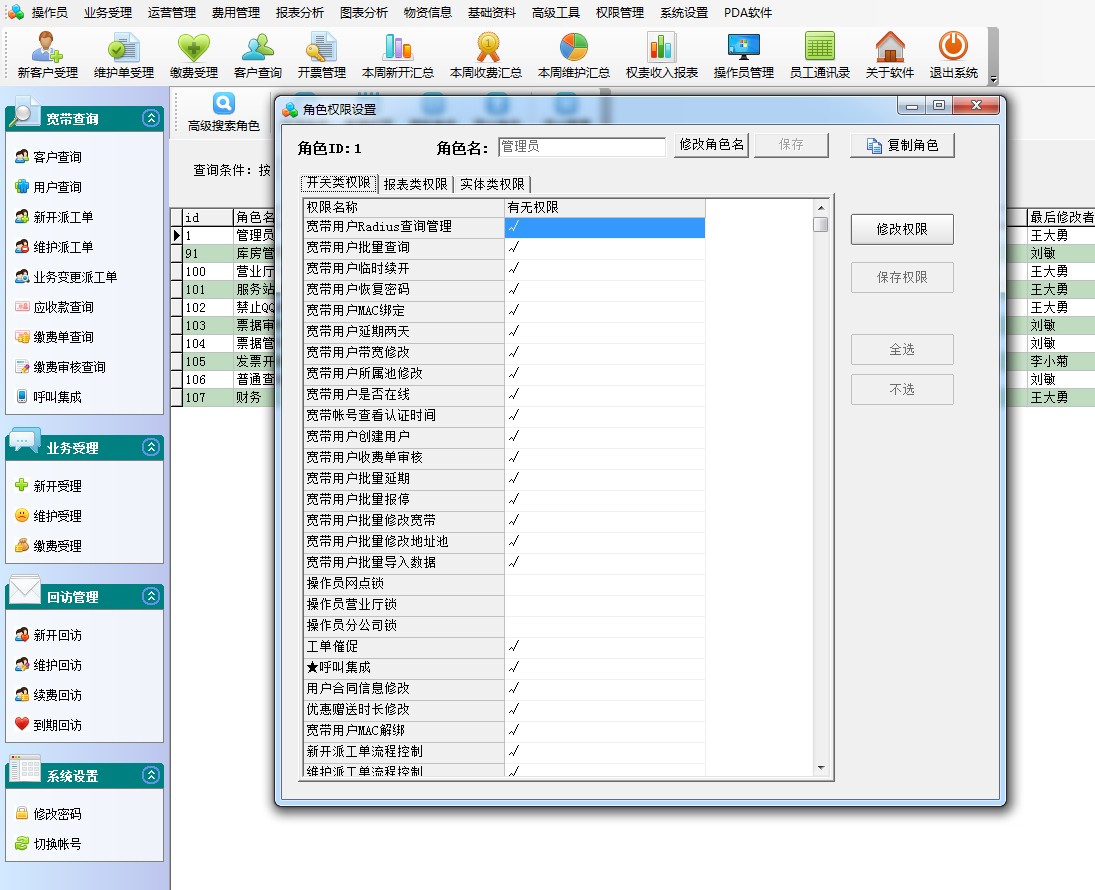 操作员 业务受理 运营管理 费用管理 报表分析 图表分析 物资信息 基础资料 高级工具 权限管理 系统设置 PDA软件
新客户受理 维护单受理 缴费受理 客户查询 开票管理 本周新开汇总 本周收费汇总 本周维护汇总 权责收入报表 操作员管理 员工通讯录 关于软件 退出系统
宽带查询
客户查询
用户查询
新开派工单
维护派工单
业务变更派工单
应收款查询
缴费单查询
缴费审核查询
呼叫集成
业务受理
新开受理
维护受理
缴费受理
回访管理
新开回访
维护回访
续费回访
到期回访
系统设置
修改密码
切换帐号
高级搜索角色
查询条件: 按
id 角色名 最后修改者
1 管理员 王大勇
91 库房管 刘敏
100 营业厅 王大勇
101 服务站 王大勇
102 禁止QQ 王大勇
103 票据审 刘敏
104 票据管 刘敏
105 发票开 李小菊
106 普通查 刘敏
107 财务 王大勇
角色权限设置
角色ID:1 角色名: 管理员 修改角色名 保存 复制角色
开关类权限 报表类权限 实体类权限
权限名称 有无权限
宽带用户Radius查询管理 √
宽带用户批量查询 √
宽带用户临时续开 √
宽带用户恢复密码 √
宽带用户MAC绑定 √
宽带用户延期两天 √
宽带用户带宽修改 √
宽带用户所属池修改 √
宽带用户是否在线 √
宽带帐号查看认证时间 √
宽带用户创建用户 √
宽带用户收费单审核 √
宽带用户批量延期 √
宽带用户批量报停 √
宽带用户批量修改宽带 √
宽带用户批量修改地址池 √
宽带用户批量导入数据 √
操作员网点锁
操作员营业厅锁
操作员分公司锁
工单催促 √
★呼叫集成 √
用户合同信息修改 √
优惠赠送时长修改 √
宽带用户MAC解绑 √
新开派工单流程控制 √
维护派工单流程控制 √
修改权限
保存权限
全选
不选